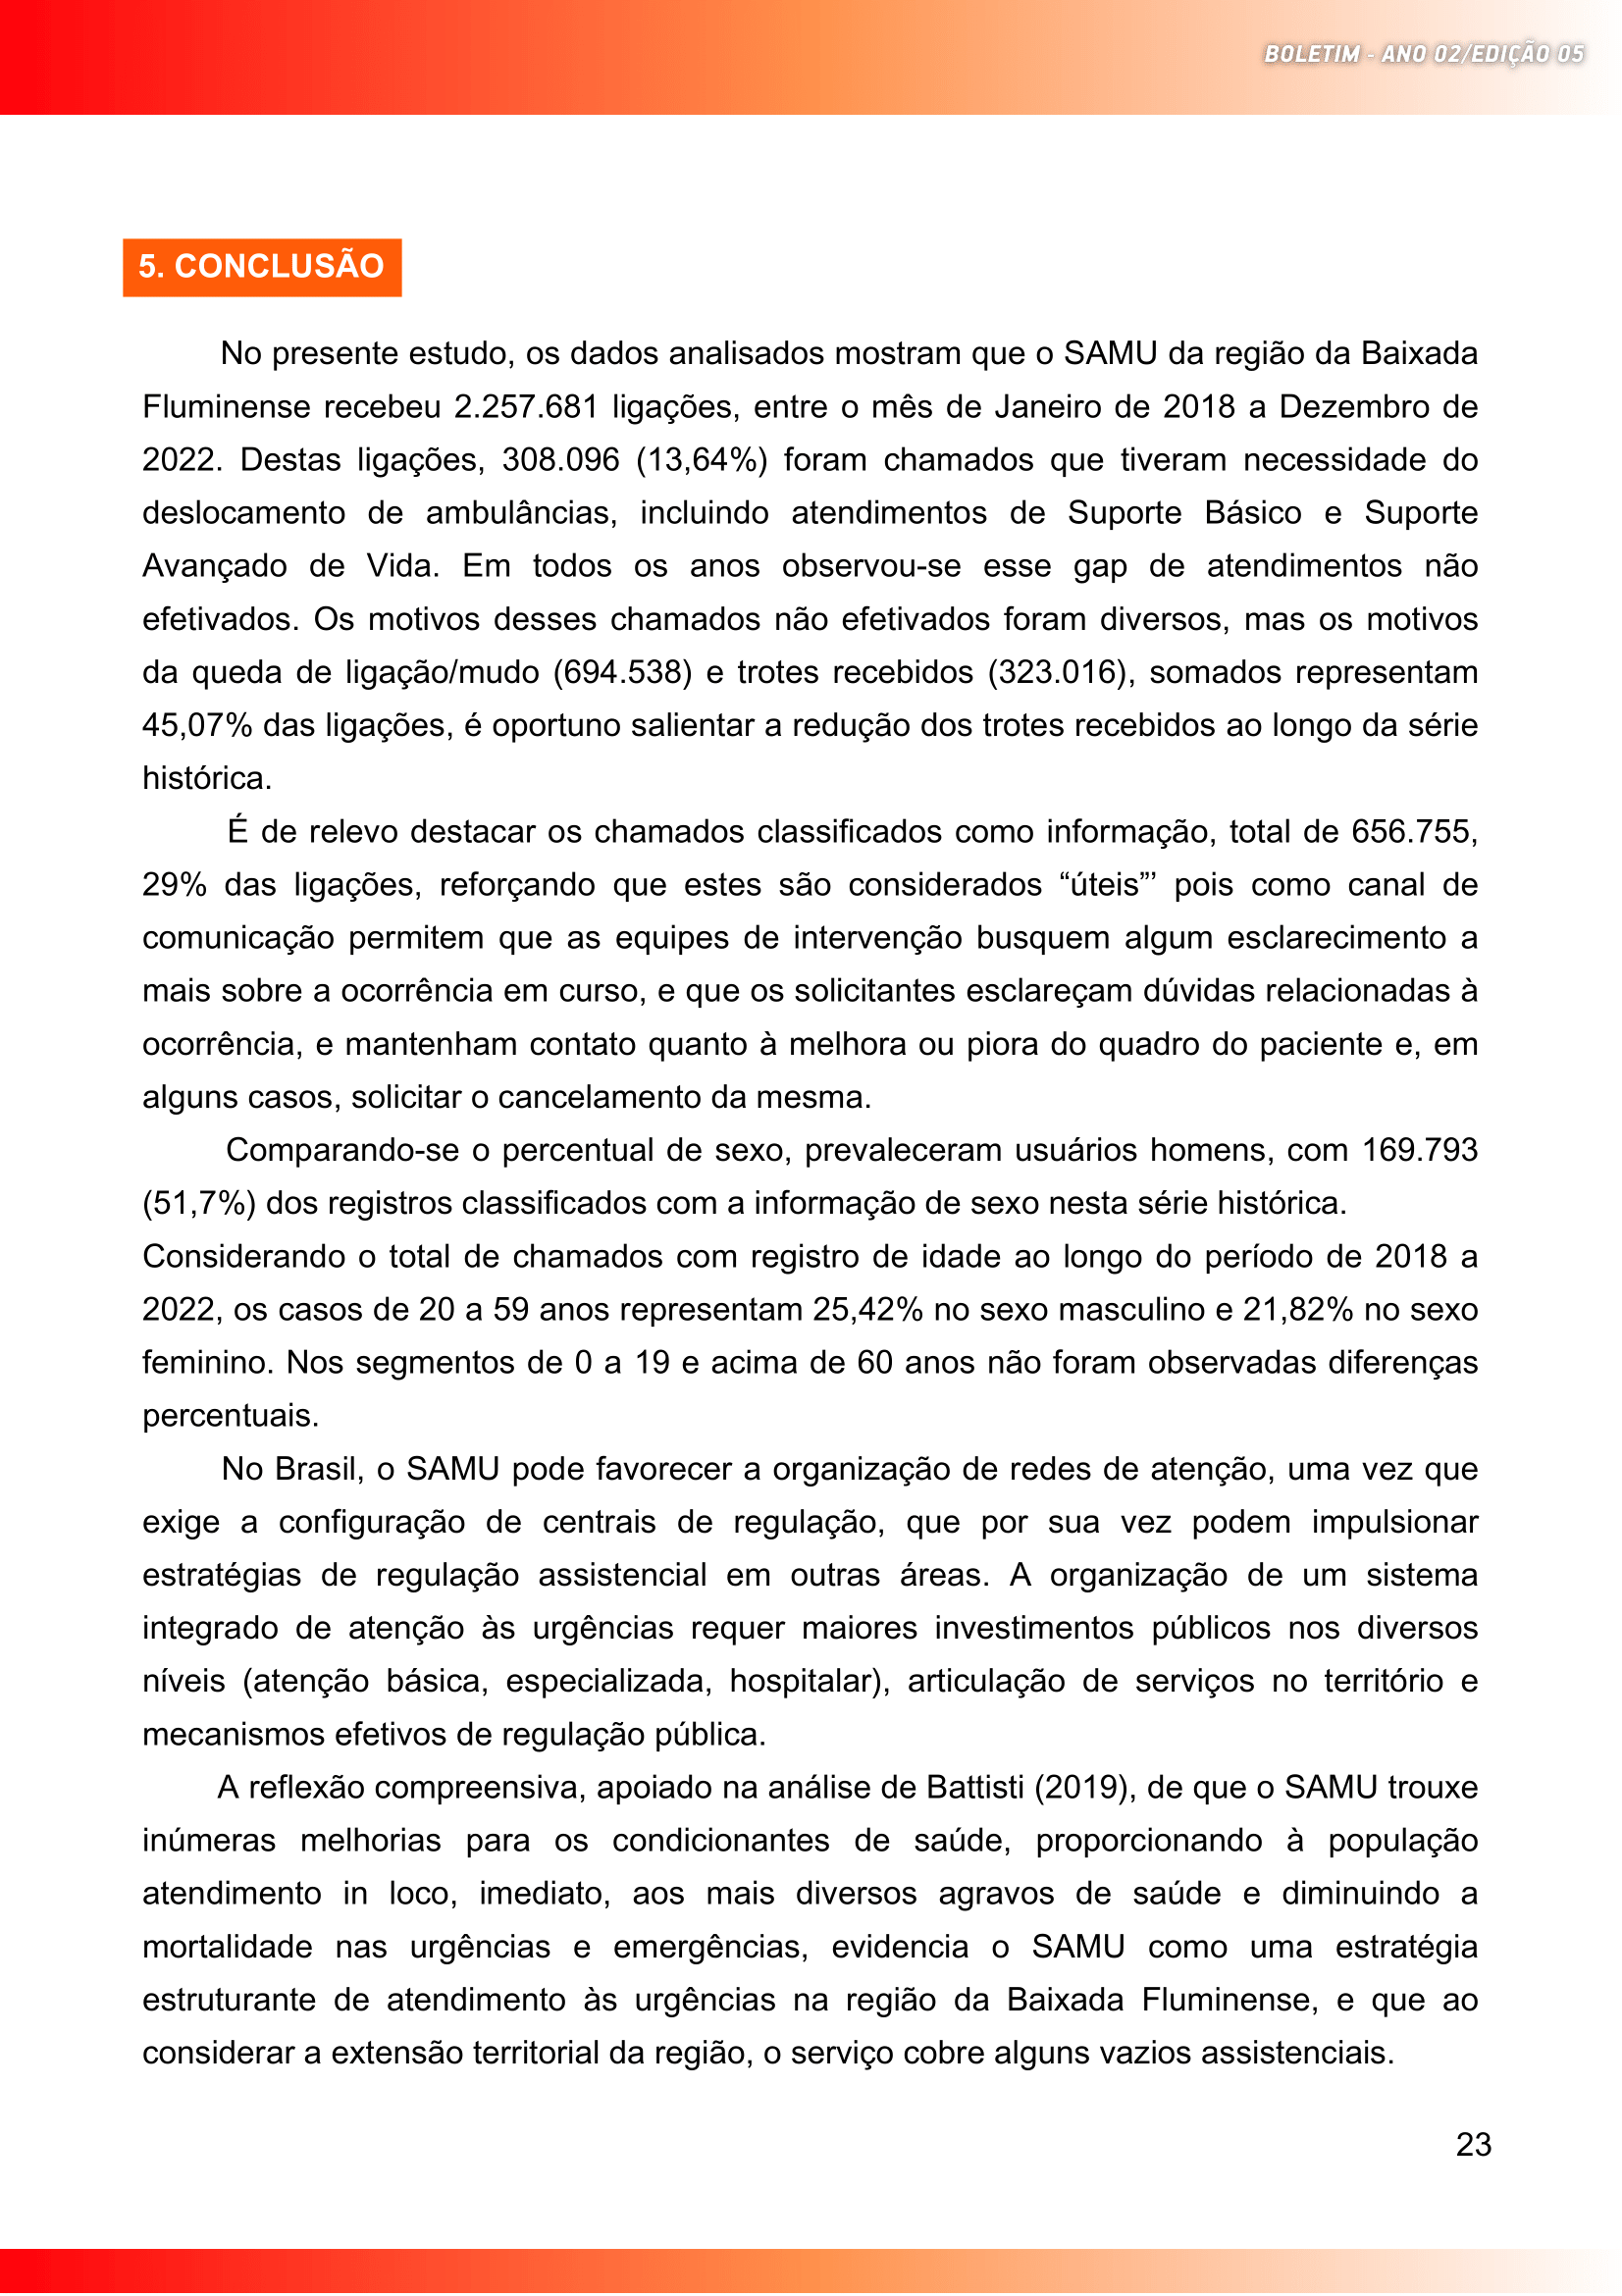 BOLETIM - ANO 02/EDIÇÃO 05
5. CONCLUSÃO
No presente estudo, os dados analisados mostram que o SAMU da região da Baixada
Fluminense recebeu 2.257.681 ligações, entre o mês de Janeiro de 2018 a Dezembro de
2022. Destas ligações, 308.096 (13,64%) foram chamados que tiveram necessidade do
deslocamento de ambulâncias, incluindo atendimentos de Suporte Básico e Suporte
Avançado de Vida. Em todos os anos observou-se esse gap de atendimentos não
efetivados. Os motivos desses chamados não efetivados foram diversos, mas os motivos
da queda de ligação/mudo (694.538) e trotes recebidos (323.016), somados representam
45,07% das ligações, é oportuno salientar a redução dos trotes recebidos ao longo da série
histórica.
É de relevo destacar os chamados classificados como informação, total de 656.755,
29% das ligações, reforçando que estes são considerados “úteis”’ pois como canal de
comunicação permitem que as equipes de intervenção busquem algum esclarecimento a
mais sobre a ocorrência em curso, e que os solicitantes esclareçam dúvidas relacionadas à
ocorrência, e mantenham contato quanto à melhora ou piora do quadro do paciente e, em
alguns casos, solicitar o cancelamento da mesma.
Comparando-se o percentual de sexo, prevaleceram usuários homens, com 169.793
(51,7%) dos registros classificados com a informação de sexo nesta série histórica.
Considerando o total de chamados com registro de idade ao longo do período de 2018 a
2022, os casos de 20 a 59 anos representam 25,42% no sexo masculino e 21,82% no sexo
feminino. Nos segmentos de 0 a 19 e acima de 60 anos não foram observadas diferenças
percentuais.
No Brasil, o SAMU pode favorecer a organização de redes de atenção, uma vez que
exige a configuração de centrais de regulação, que por sua vez podem impulsionar
estratégias de regulação assistencial em outras áreas. A organização de um sistema
integrado de atenção às urgências requer maiores investimentos públicos nos diversos
níveis (atenção básica, especializada, hospitalar), articulação de serviços no território e
mecanismos efetivos de regulação pública.
A reflexão compreensiva, apoiado na análise de Battisti (2019), de que o SAMU trouxe
inúmeras melhorias para os condicionantes de saúde, proporcionando à população
atendimento in loco, imediato, aos mais diversos agravos de saúde e diminuindo a
mortalidade nas urgências e emergências, evidencia o SAMU como uma estratégia
estruturante de atendimento às urgências na região da Baixada Fluminense, e que ao
considerar a extensão territorial da região, o serviço cobre alguns vazios assistenciais.
23